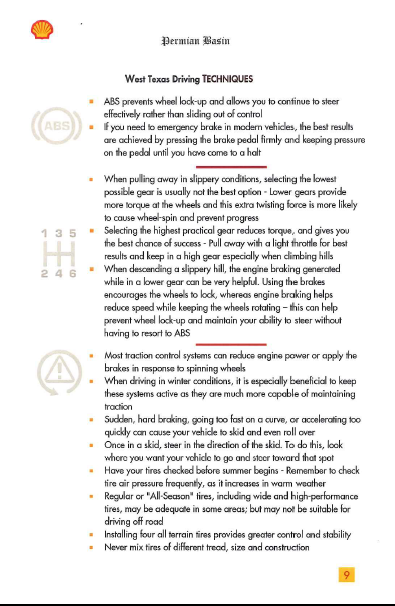 Permian Basin
West Texas Driving TECHNIQUES
ABS
ABS prevents wheel lock-up and allows you to continue to steer
effectively rather than sliding out of control
If you need to emergency brake in modern vehicles, the best results
are achieved by pressing the brake pedal firmly and keeping pressure
on the pedal until you have come to a halt
When pulling away in slippery conditions, selecting the lowest
possible gear is usually not the best option - Lower gears provide
more torque at the wheels and this extra twisting force is more likely
to cause wheel-spin and prevent progress
1 3 5
2 4 6
Selecting the highest practical gear reduces torque, and gives you
the best chance of success - Pull away with a light throttle for best
results and keep in a high gear especially when climbing hills
When descending a slippery hill, the engine braking generated
while in a lower gear can be very helpful. Using the brakes
encourages the wheels to lock, whereas engine braking helps
reduce speed while keeping the wheels rotating – this can help
prevent wheel lock-up and maintain your ability to steer without
having to resort to ABS
Most traction control systems can reduce engine power or apply the
brakes in response to spinning wheels
When driving in winter conditions, it is especially beneficial to keep
these systems active as they are much more capable of maintaining
traction
Sudden, hard braking, going too fast on a curve, or accelerating too
quickly can cause your vehicle to skid and even roll over
Once in a skid, steer in the direction of the skid. To do this, look
where you want your vehicle to go and steer toward that spot
Have your tires checked before summer begins - Remember to check
tire air pressure frequently, as it increases in warm weather
Regular or "All-Season" tires, including wide and high-performance
tires, may be adequate in some areas; but may not be suitable for
driving off road
Installing four all terrain tires provides greater control and stability
Never mix tires of different tread, size and construction
9